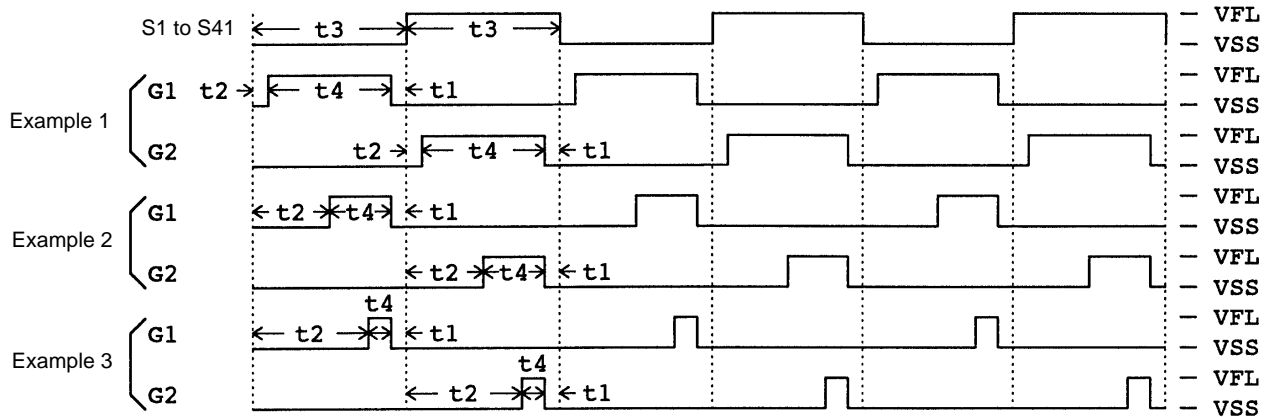 S1 to S41 t3 t3 VFL
VSS
Example 1 G1 t2 t4 t1 VFL
VSS
G2 t2 t4 t1 VFL
VSS
Example 2 G1 t2 t4 t1 VFL
VSS
G2 t2 t4 t1 VFL
VSS
t4
Example 3 G1 t2 t1 VFL
VSS
t4
G2 t2 t1 VFL
VSS